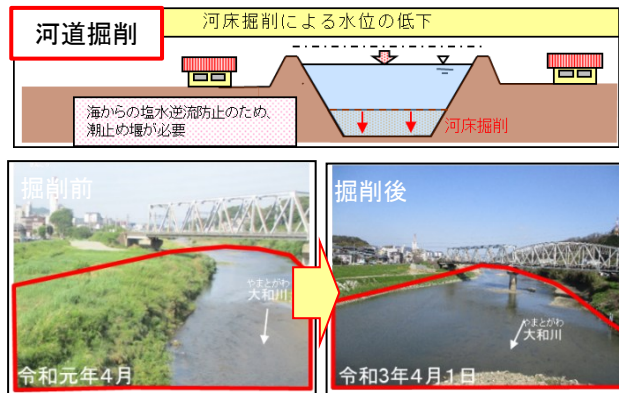 河道掘削
河床掘削による水位の低下
海からの塩水逆流防止のため、
潮止め堰が必要
河床掘削
掘削前
やまとがわ
大和川
令和元年4月
掘削後
やまとがわ
大和川
令和3年4月1日